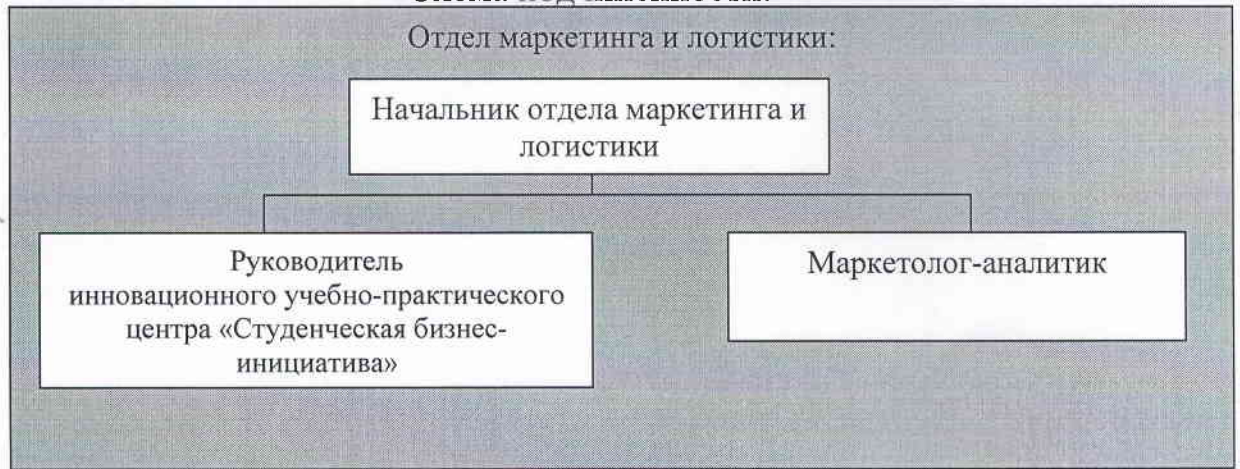 Отдел маркетинга и логистики:
Начальник отдела маркетинга и
логистики
Руководитель
инновационного учебно-практического
центра «Студенческая бизнес-
инициатива»
Маркетолог-аналитик